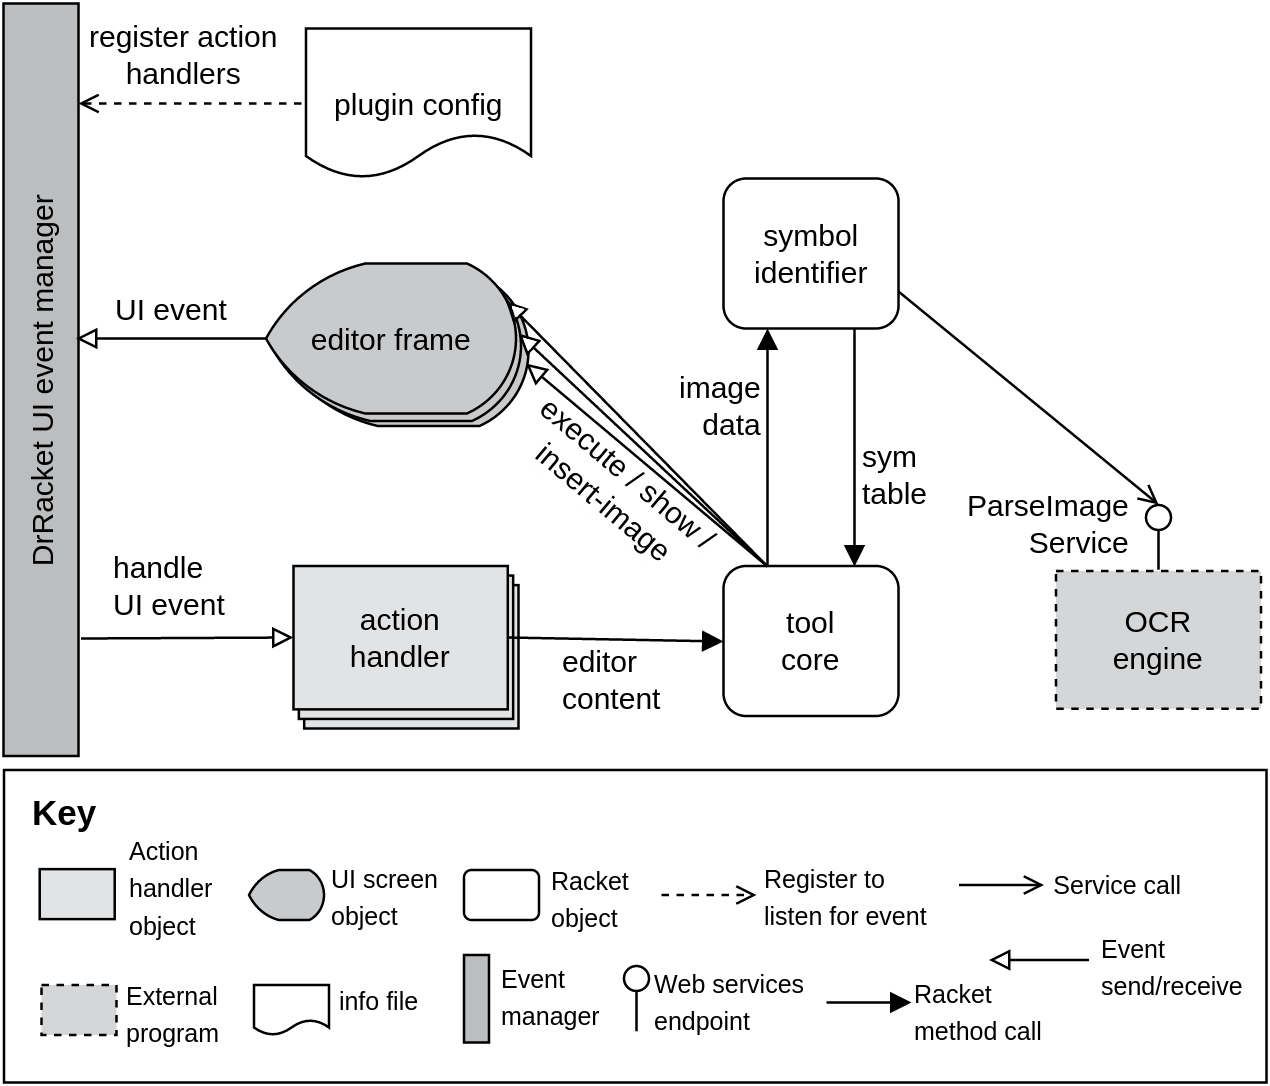 register action
handlers
plugin config
DrRacket UI event manager
symbol
identifier
UI event
editor frame
image
data
execute / show /
insert-image
sym
table
ParseImage
Service
handle
UI event
action
handler
editor
content
tool
core
OCR
engine
Key
Action
handler
object
UI screen
object
Racket
object
Register to
listen for event
Service call
External
program
info file
Event
manager
Web services
endpoint
Racket
method call
Event
send/receive